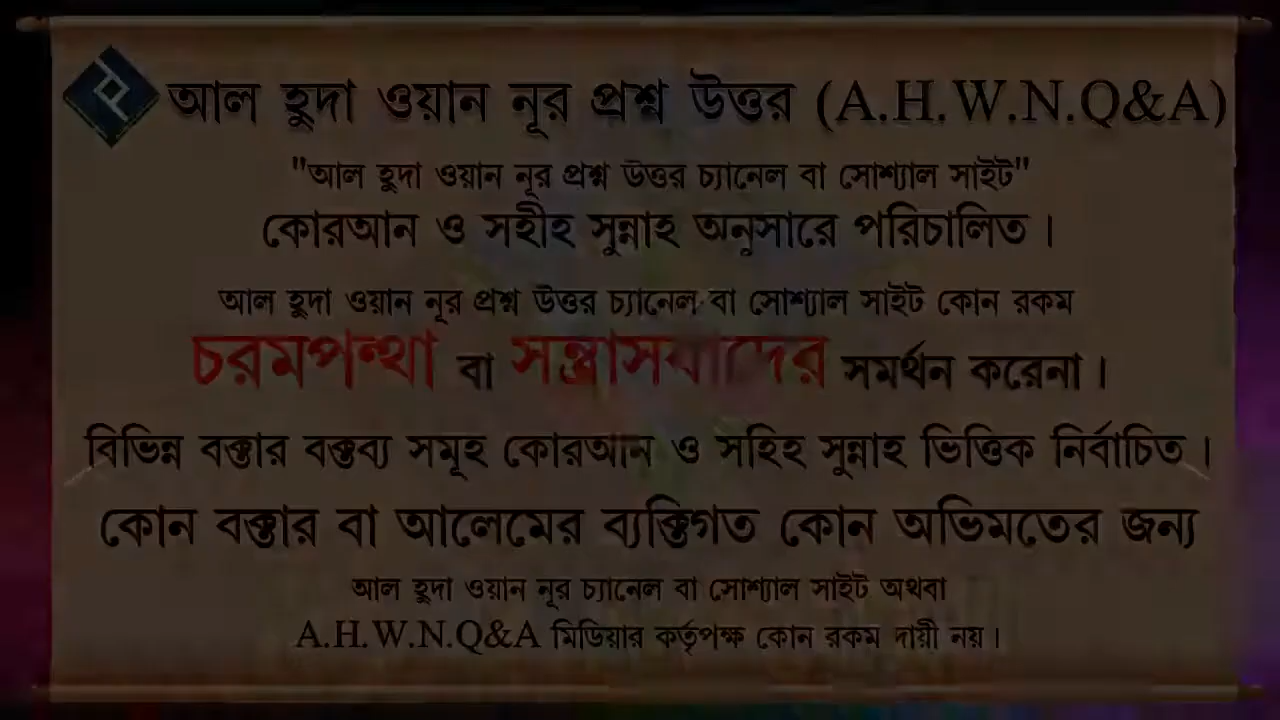 আল হুদা ওয়ান নূর প্রশ্ন উত্তর (A.H.W.N.Q&A)
"আল হুদা ওয়ান নূর প্রশ্ন উত্তর চ্যানেল বা সোশ্যাল সাইট"
কোরআন ও সহীহ সুন্নাহ অনুসারে পরিচালিত।
আল হুদা ওয়ান নূর প্রশ্ন উত্তর চ্যানেল বা সোশ্যাল সাইট কোন রকম
চরমপন্থা বা সন্ত্রাসবাদের সমর্থন করেনা।
বিভিন্ন বক্তার বক্তব্য সমূহ কোরআন ও সহিহ সুন্নাহ ভিত্তিক নির্বাচিত।
কোন বক্তার বা আলেমের ব্যক্তিগত কোন অভিমতের জন্য
আল হুদা ওয়ান নূর চ্যানেল বা সোশ্যাল সাইট অথবা
A.H.W.N.Q&A মিডিয়ার কর্তৃপক্ষ কোন রকম দায়ী নয়।